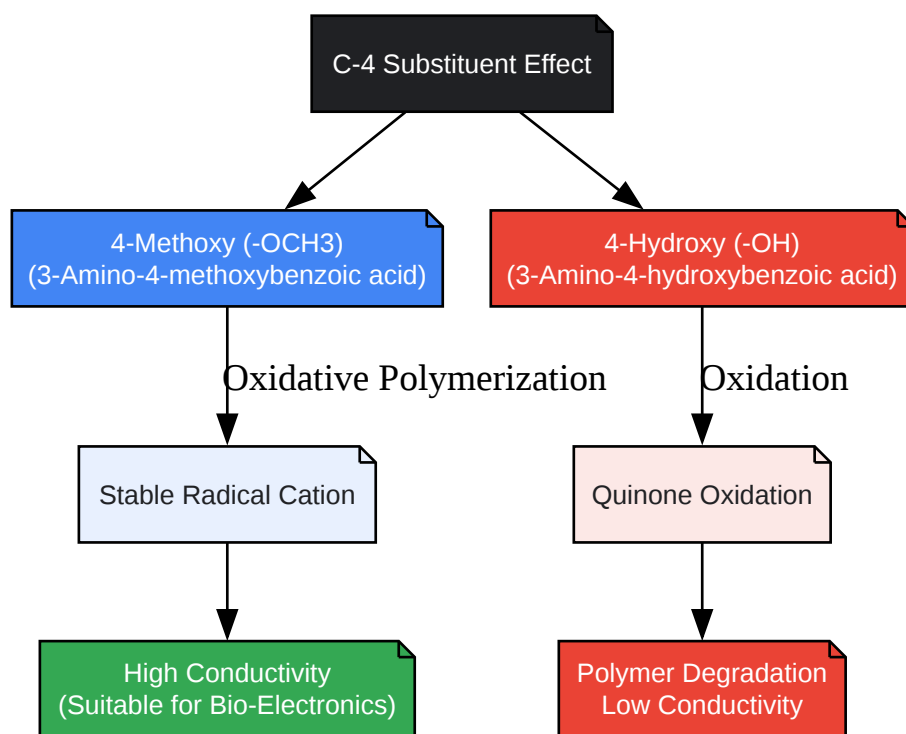 C-4 Substituent Effect
4-Methoxy (-OCH3)
(3-Amino-4-methoxybenzoic acid)
4-Hydroxy (-OH)
(3-Amino-4-hydroxybenzoic acid)
Oxidative Polymerization
Oxidation
Stable Radical Cation
Quinone Oxidation
High Conductivity
(Suitable for Bio-Electronics)
Polymer Degradation
Low Conductivity